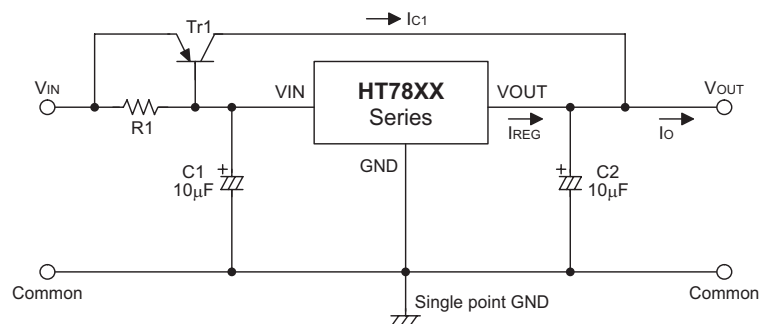 Tr1
IC1
VIN
R1
VIN
HT78XX
Series
VOUT
IREG
IO
VOUT
GND
C1
10μF
+
C2
10μF
+
Common
Single point GND
Common